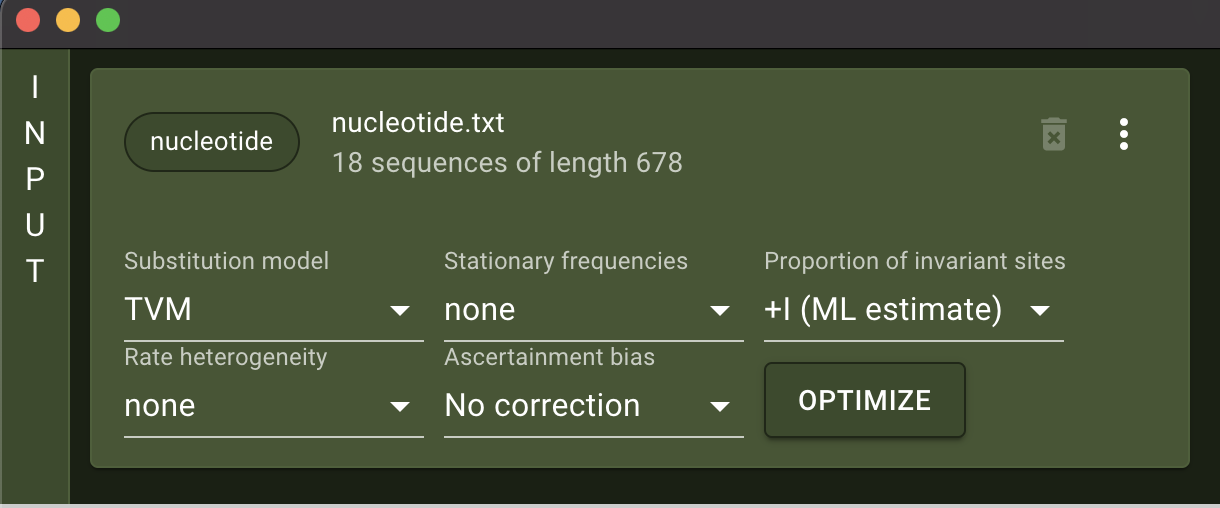 INPUT
nucleotide
nucleotide.txt
18 sequences of length 678
Substitution model
Stationary frequencies
Proportion of invariant sites
TVM
none
+I (ML estimate)
Rate heterogeneity
Ascertainment bias
none
No correction
OPTIMIZE